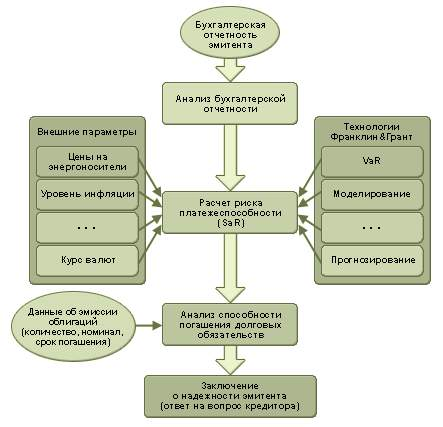 Бухгалтерская
отчетность
эмитента
Анализ бухгалтерской
отчетности
Внешние параметры
Цены на
энергоносители
Уровень инфляции
...
Курс валют
Технологии
Франклин&Грант
VaR
Моделирование
...
Прогнозирование
Расчет риска
платежеспособности
(SaR)
Данные об эмиссии
облигаций
(количество, номинал,
срок погашения)
Анализ способности
погашения долговых
обязательств
Заключение
о надежности эмитента
(ответ на вопрос кредитора)